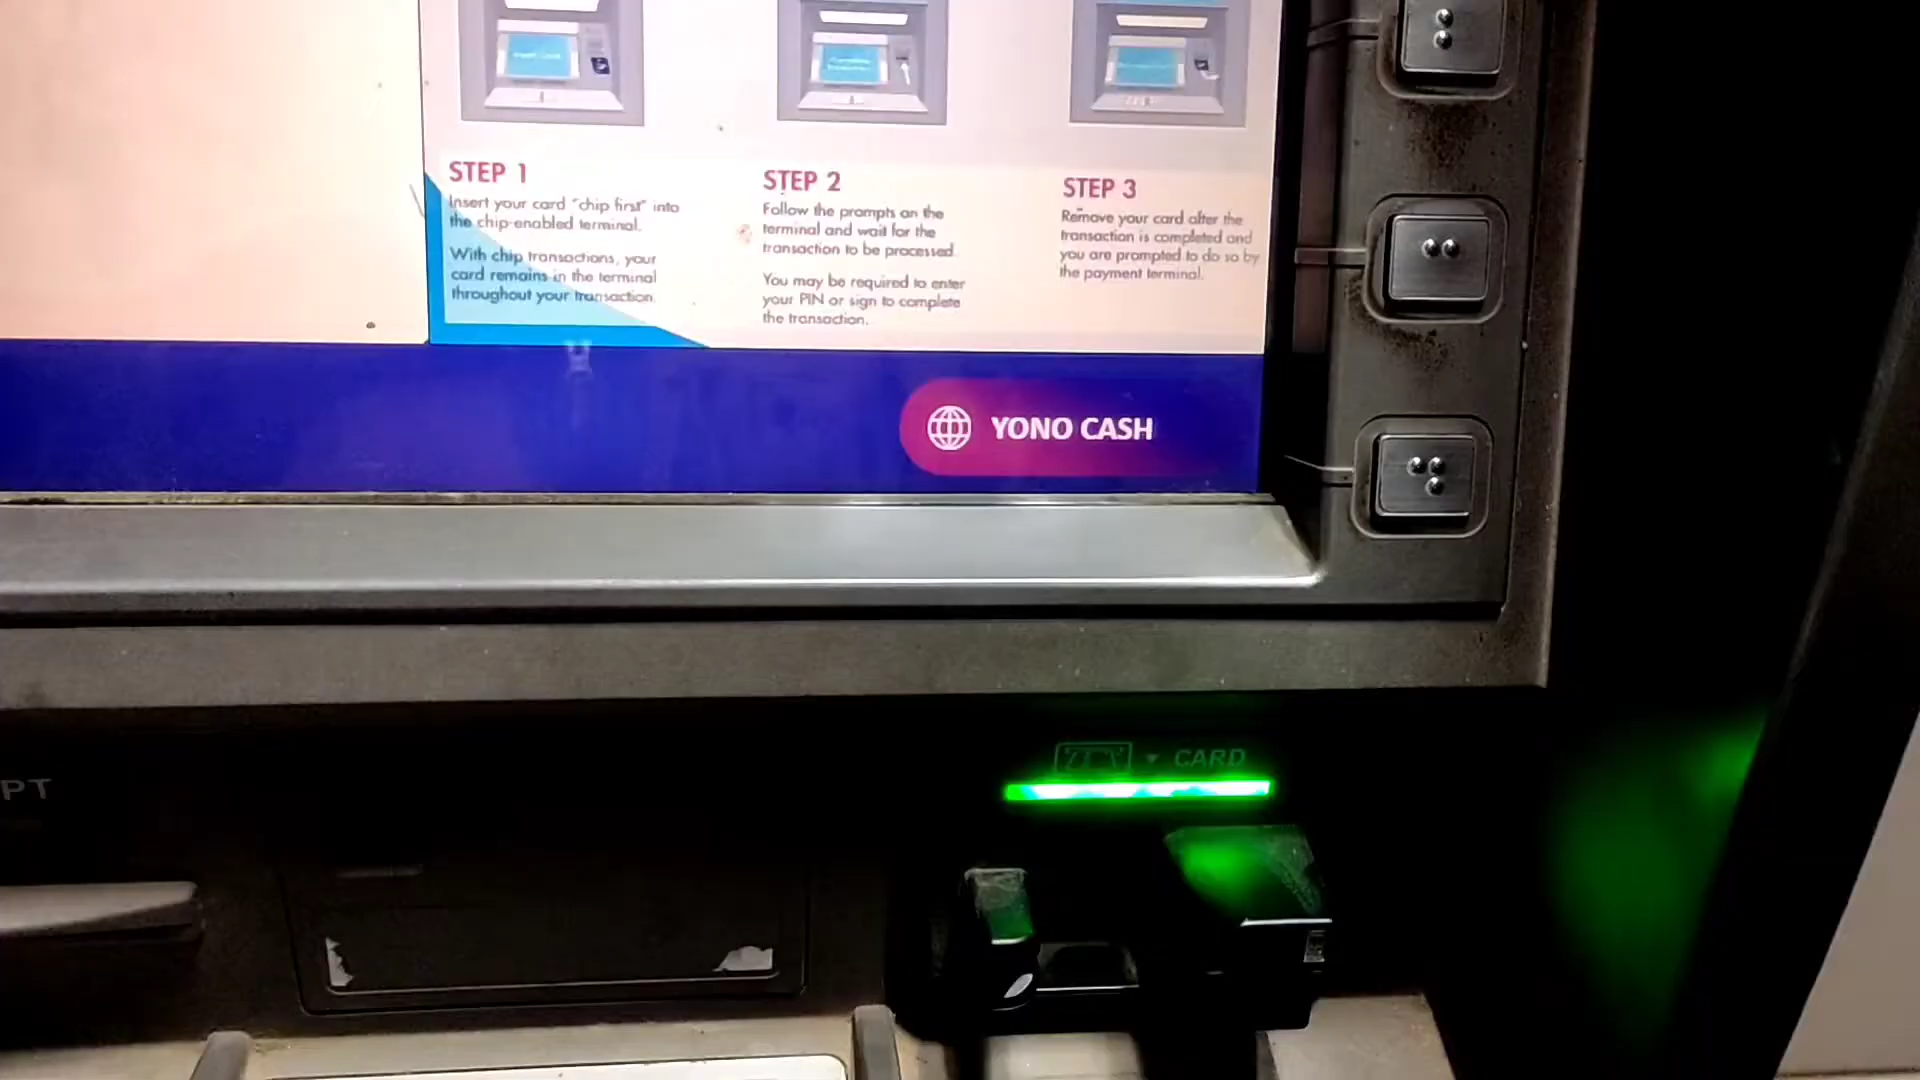 STEP 1
Insert your card "chip first" into
the chip-enabled terminal.
With chip transactions, your
card remains in the terminal
throughout your transaction.
STEP 2
Follow the prompts on the
terminal and wait for the
transaction to be processed.
You may be required to enter
your PIN or sign to complete
the transaction.
STEP 3
Remove your card after the
transaction is completed and
you are prompted to do so by
the payment terminal.
YONO CASH
CARD
PT